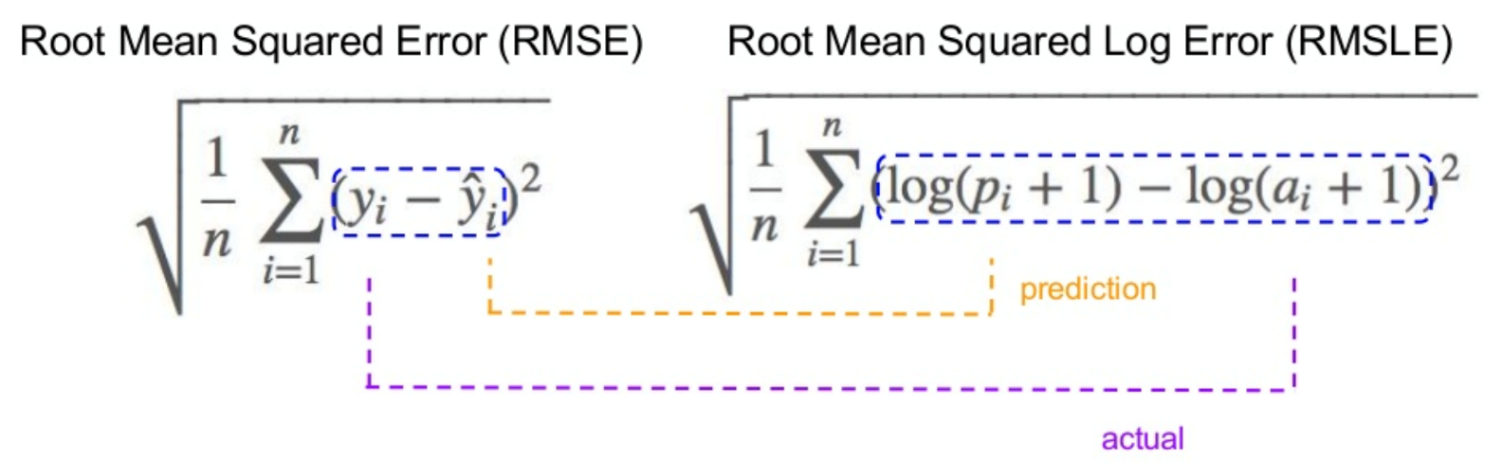 Root Mean Squared Error (RMSE)
Root Mean Squared Log Error (RMSLE)
√(1/n ∑_{i=1}^{n} (y_i − ŷ_i)²)
√(1/n ∑_{i=1}^{n} (log(p_i + 1) − log(a_i + 1))²)
prediction
actual